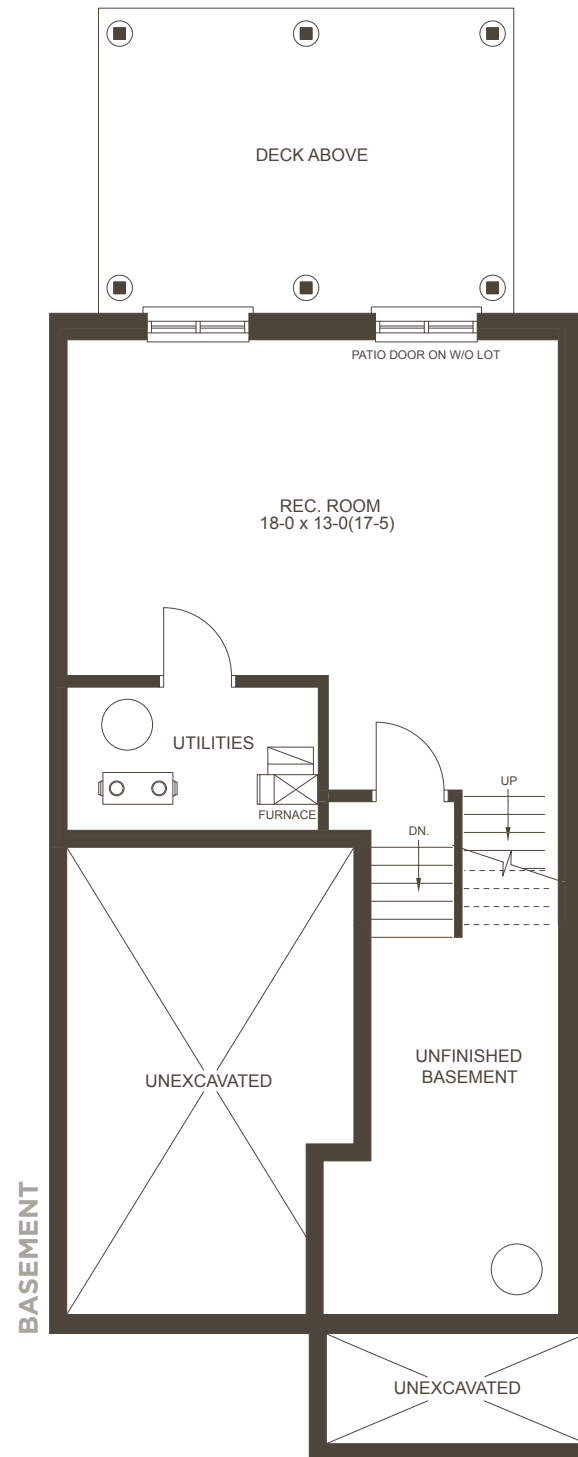 DECK ABOVE
PATIO DOOR ON W/O LOT
REC. ROOM
18-0 x 13-0(17-5)
UTILITIES
FURNACE
UP
DN.
UNFINISHED
BASEMENT
UNEXCAVATED
BASEMENT
UNEXCAVATED